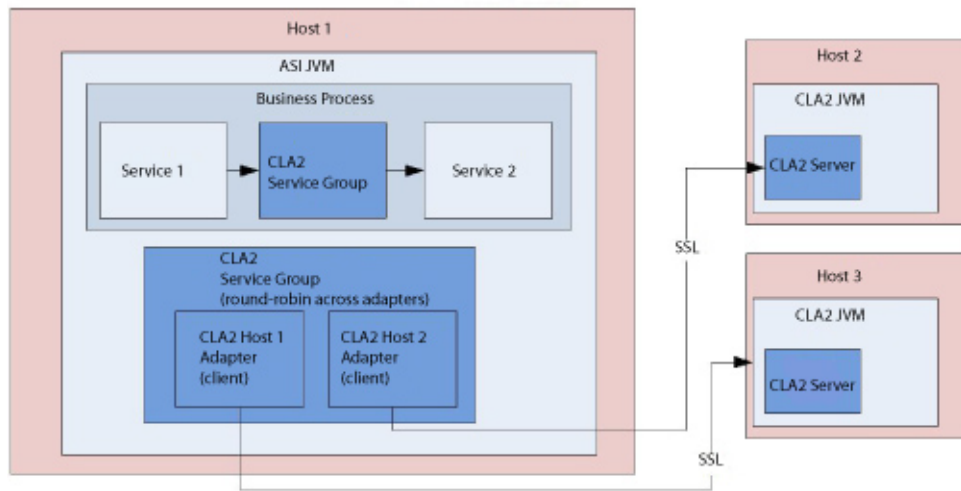 Host 1
ASI JVM
Business Process
Service 1
CLA2
Service Group
Service 2
CLA2
Service Group
(round-robin across adapters)
CLA2 Host 1
Adapter
(client)
CLA2 Host 2
Adapter
(client)
SSL
SSL
Host 2
CLA2 JVM
CLA2 Server
Host 3
CLA2 JVM
CLA2 Server